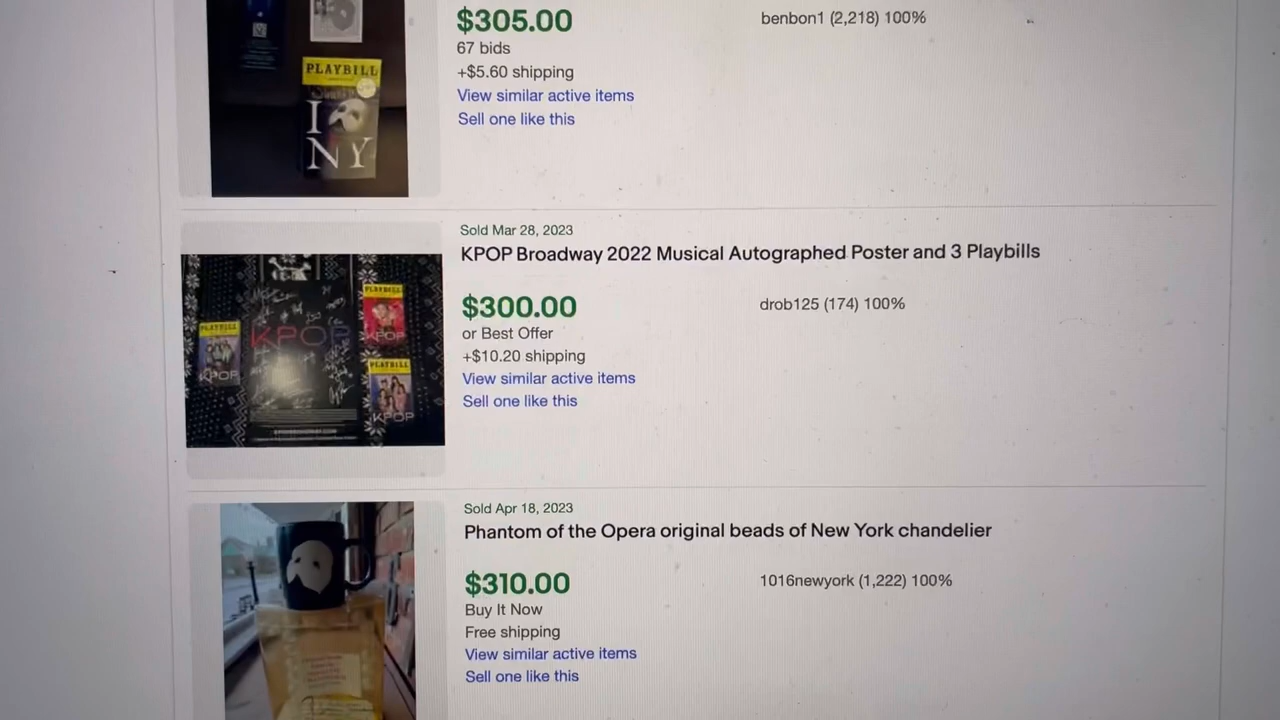 $305.00
benbon1 (2,218) 100%
67 bids
+$5.60 shipping
View similar active items
Sell one like this
PLAYBILL
I
NY
Sold Mar 28, 2023
KPOP Broadway 2022 Musical Autographed Poster and 3 Playbills
$300.00
drob125 (174) 100%
or Best Offer
+$10.20 shipping
View similar active items
Sell one like this
PLAYBILL
KPOP
KPOP
PLAYBILL
KPOP
PLAYBILL
KPOP
Sold Apr 18, 2023
Phantom of the Opera original beads of New York chandelier
$310.00
1016newyork (1,222) 100%
Buy It Now
Free shipping
View similar active items
Sell one like this